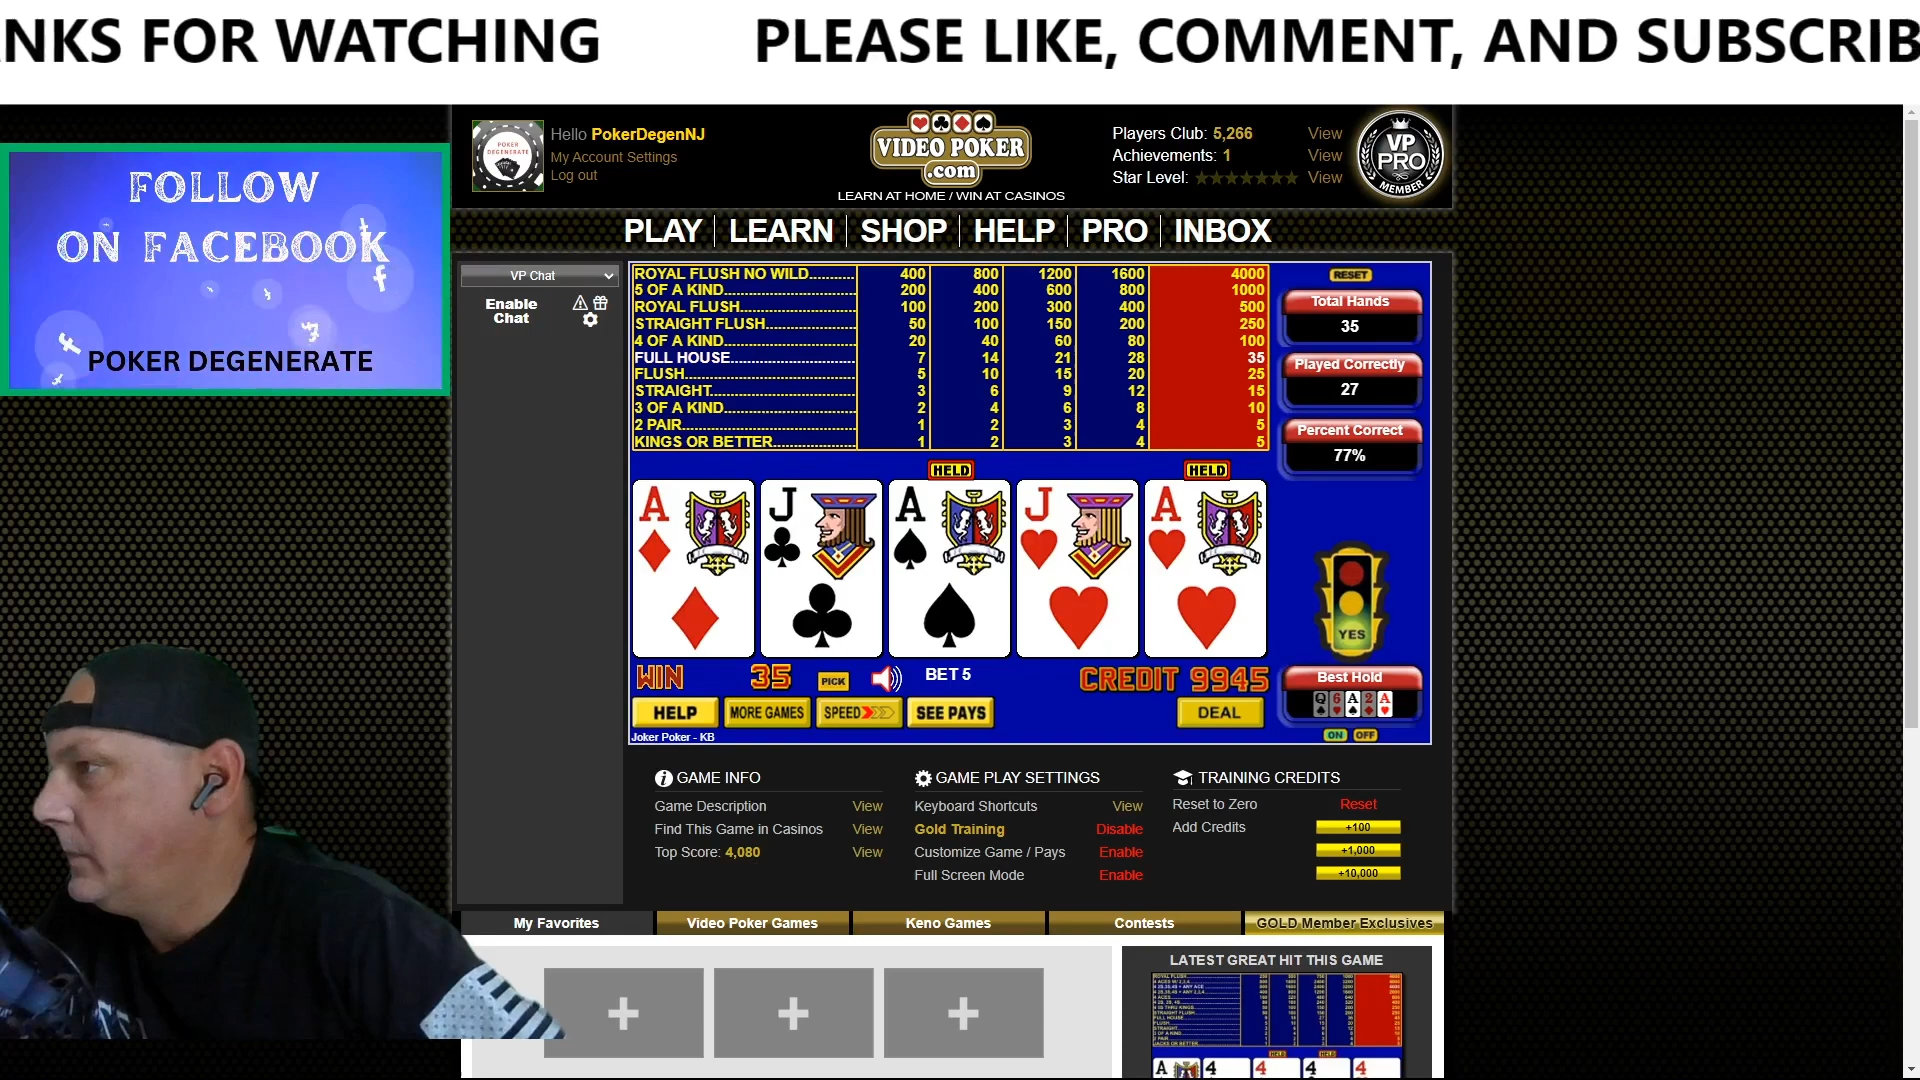 NKS FOR WATCHING PLEASE LIKE, COMMENT, AND SUBSCRIB
FOLLOW
ON FACEBOOK
POKER DEGENERATE
POKER
DEGENERATE
Hello PokerDegenNJ
My Account Settings
Log out
VIDEO POKER
.com
LEARN AT HOME / WIN AT CASINOS
Players Club: 5,266 View
Achievements: 1 View
Star Level: View
VP
PRO
MEMBER
PLAY LEARN SHOP HELP PRO INBOX
VP Chat
Enable
Chat
ROYAL FLUSH NO WILD........... 400 800 1200 1600 4000
5 OF A KIND 200 400 600 800 1000
ROYAL FLUSH 100 200 300 400 500
STRAIGHT FLUSH 50 100 150 200 250
4 OF A KIND 20 40 60 80 100
FULL HOUSE 7 14 21 28 35
FLUSH 5 10 15 20 25
STRAIGHT 3 6 9 12 15
3 OF A KIND 2 4 6 8 10
2 PAIR 1 2 3 4 5
KINGS OR BETTER 1 2 3 4 5
RESET
Total Hands
35
Played Correctly
27
Percent Correct
77%
HELD HELD
A J A J A
YES
WIN 35 PICK BET 5 CREDIT 9945
HELP MORE GAMES SPEED SEE PAYS DEAL
Joker Poker - KB
Best Hold
Q 6 A 2 A
ON OFF
GAME INFO
Game Description View
Find This Game in Casinos View
Top Score: 4,080 View
GAME PLAY SETTINGS
Keyboard Shortcuts View
Gold Training Disable
Customize Game / Pays Enable
Full Screen Mode Enable
TRAINING CREDITS
Reset to Zero Reset
Add Credits +100
+1,000
+10,000
My Favorites Video Poker Games Keno Games Contests GOLD Member Exclusives
+ + +
LATEST GREAT HIT THIS GAME
A 4 4 4 4